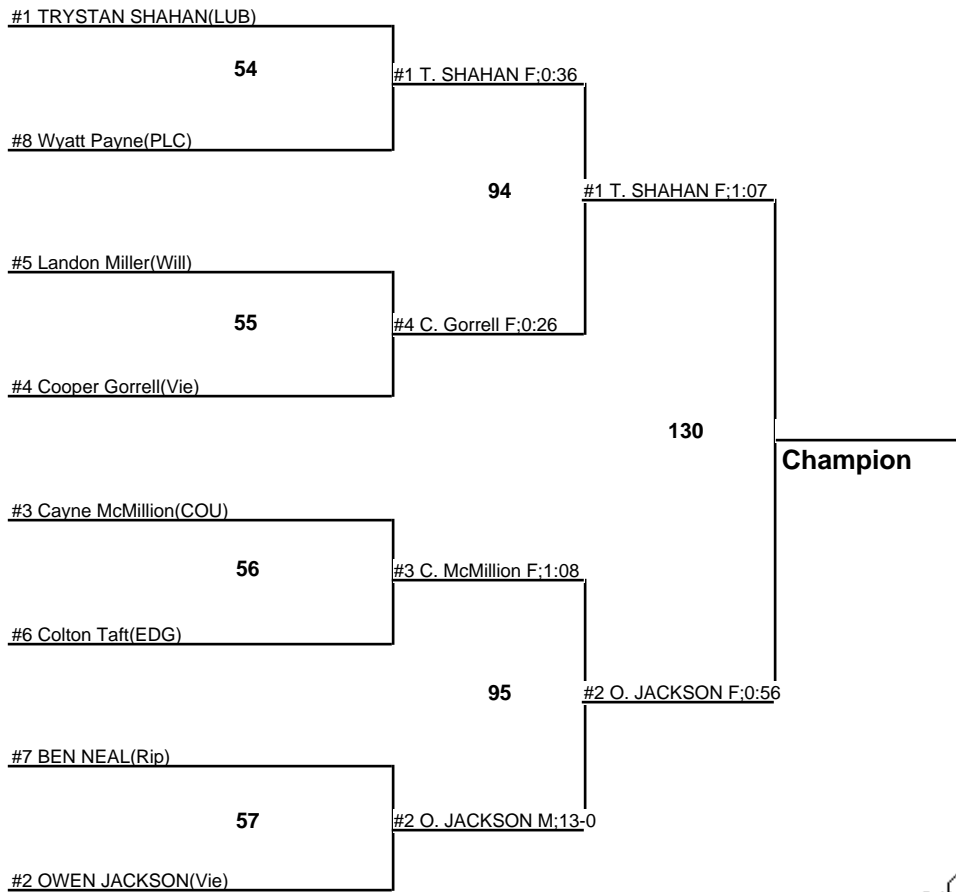 #1 TRYSTAN SHAHAN(LUB)
54
#1 T. SHAHAN F;0:36
#8 Wyatt Payne(PLC)
94
#1 T. SHAHAN F;1:07
#5 Landon Miller(Will)
55
#4 C. Gorrell F;0:26
#4 Cooper Gorrell(Vie)
130
Champion
#3 Cayne McMillion(COU)
56
#3 C. McMillion F;1:08
#6 Colton Taft(EDG)
95
#2 O. JACKSON F;0:56
#7 BEN NEAL(Rip)
57
#2 O. JACKSON M;13-0
#2 OWEN JACKSON(Vie)